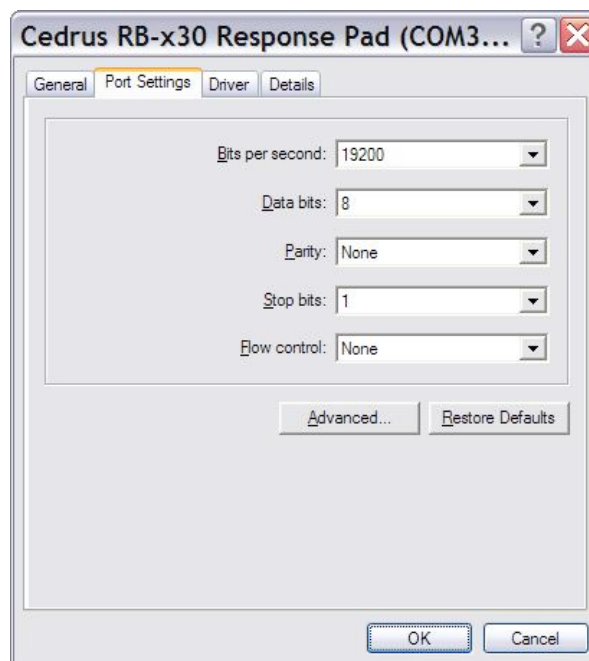 Cedrus RB-x30 Response Pad (COM3...
General Port Settings Driver Details
Bits per second: 19200
Data bits: 8
Parity: None
Stop bits: 1
Flow control: None
Advanced... Restore Defaults
OK Cancel